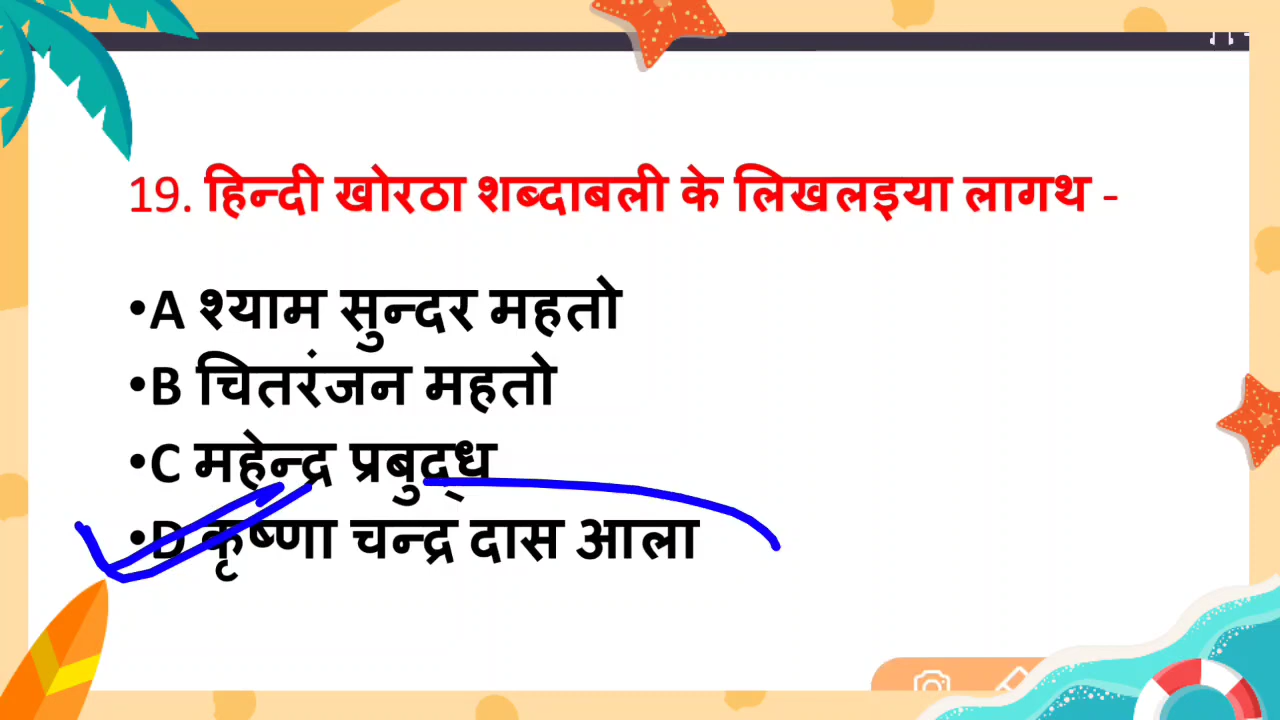 19. हिन्दी खोरठा शब्दाबली के लिखलइया लागथ -
•A श्याम सुन्दर महतो
•B चितरंजन महतो
•C महेन्द्र प्रबुद्ध
•D कृष्णा चन्द्र दास आला